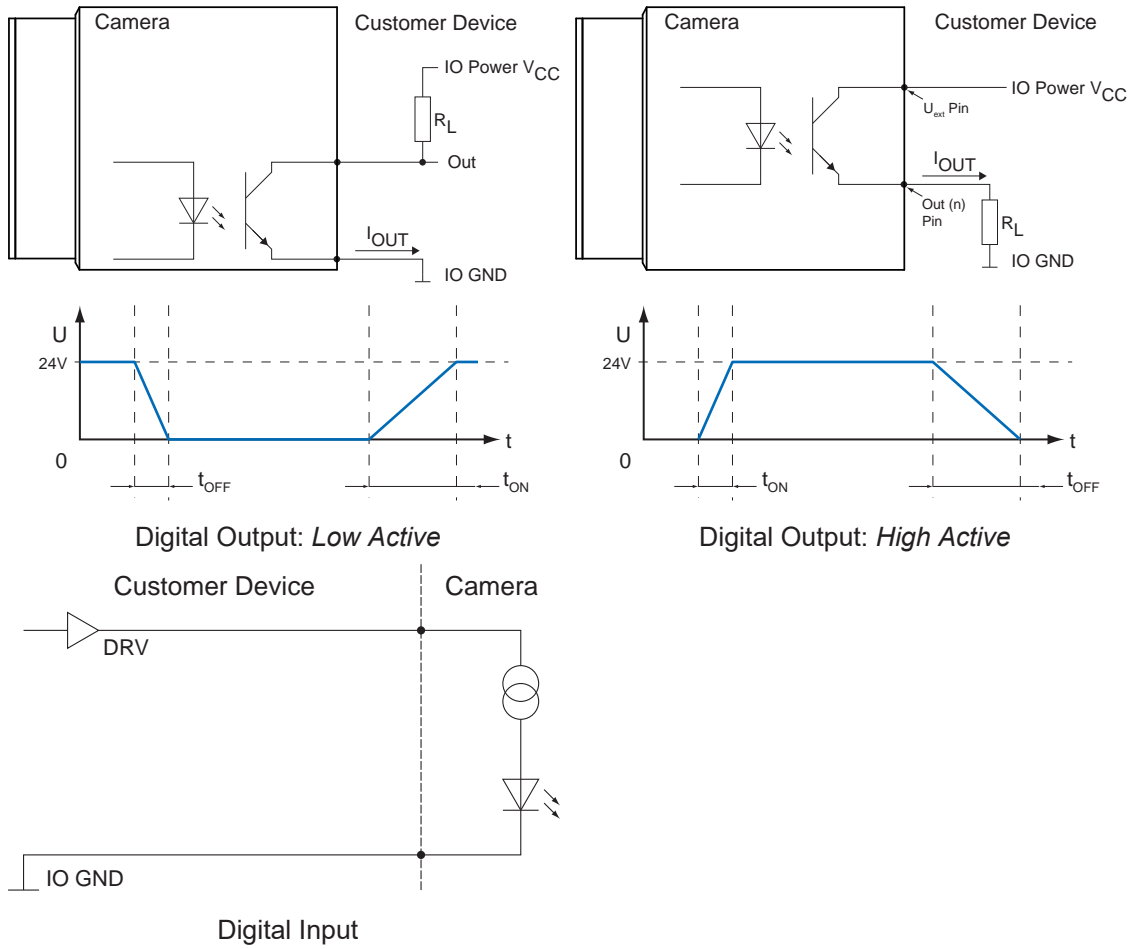 Camera
Customer Device
IO Power VCC
RL
Out
IOUT
IO GND
U
24V
0
t
tOFF
tON
Digital Output: Low Active
Camera
Customer Device
IO Power VCC
Uext Pin
IOUT
Out (n)
Pin
RL
IO GND
U
24V
0
t
tON
tOFF
Digital Output: High Active
Customer Device
Camera
DRV
IO GND
Digital Input